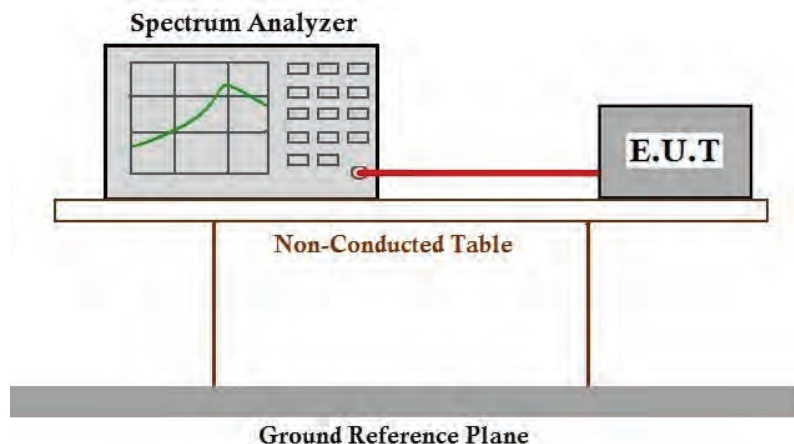 Spectrum Analyzer
E.U.T
Non-Conducted Table
Ground Reference Plane